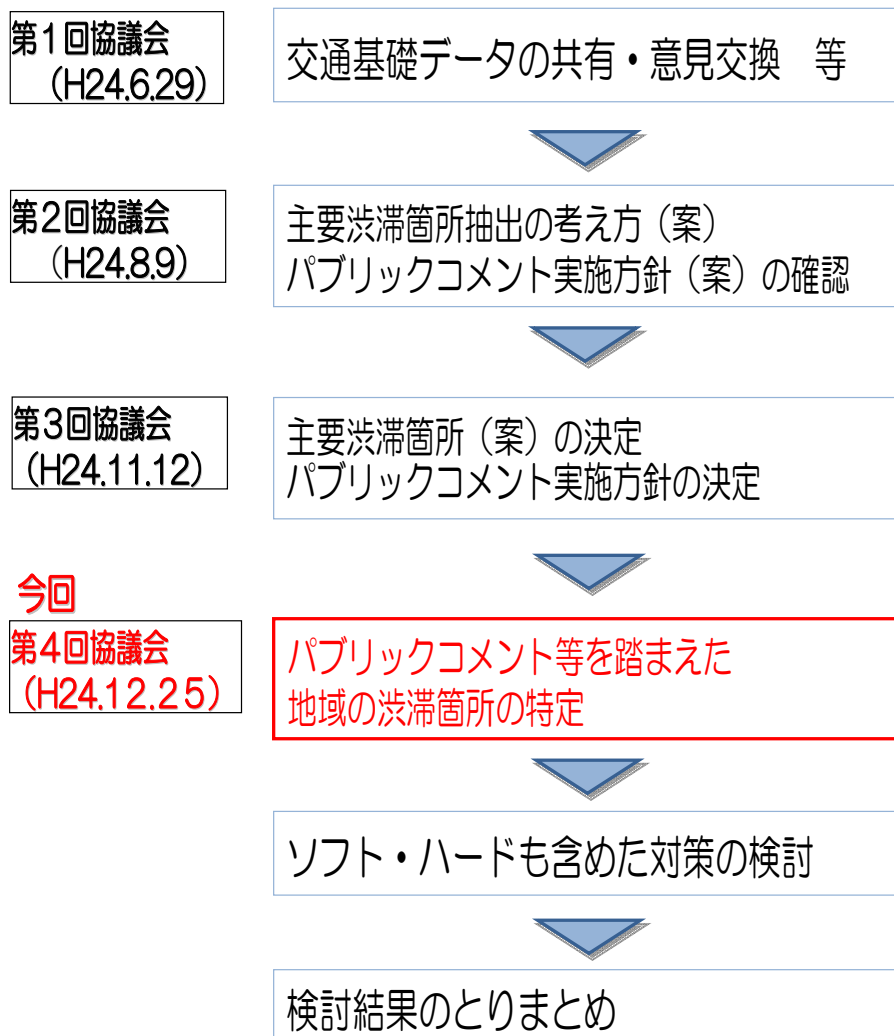 第1回協議会
(H24.6.29)
交通基礎データの共有・意見交換　等
第2回協議会
(H24.8.9)
主要渋滞箇所抽出の考え方（案）
パブリックコメント実施方針（案）の確認
第3回協議会
(H24.11.12)
主要渋滞箇所（案）の決定
パブリックコメント実施方針の決定
今回
第4回協議会
(H24.12.25)
パブリックコメント等を踏まえた
地域の渋滞箇所の特定
ソフト・ハードも含めた対策の検討
検討結果のとりまとめ